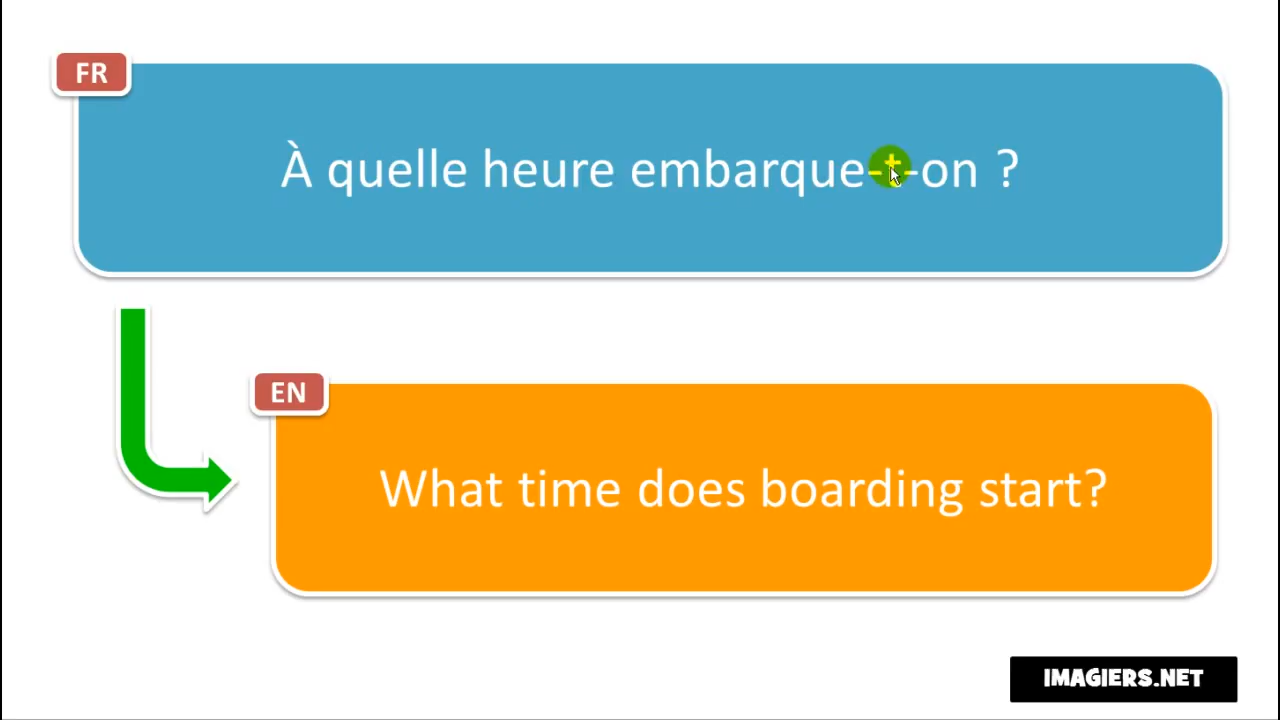 FR
À quelle heure embarque-t-on ?
EN
What time does boarding start?
IMAGIERS.NET